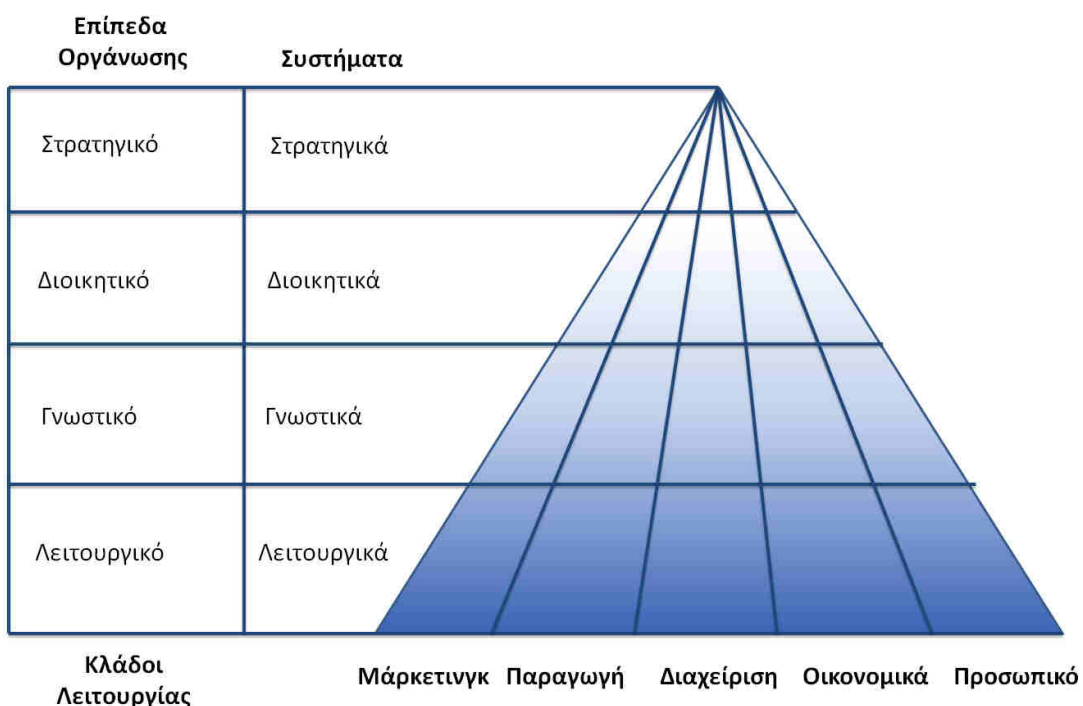 Επίπεδα
Οργάνωσης
Συστήματα
Στρατηγικό
Στρατηγικά
Διοικητικό
Διοικητικά
Γνωστικό
Γνωστικά
Λειτουργικό
Λειτουργικά
Κλάδοι
Λειτουργίας
Μάρκετινγκ
Παραγωγή
Διαχείριση
Οικονομικά
Προσωπικό